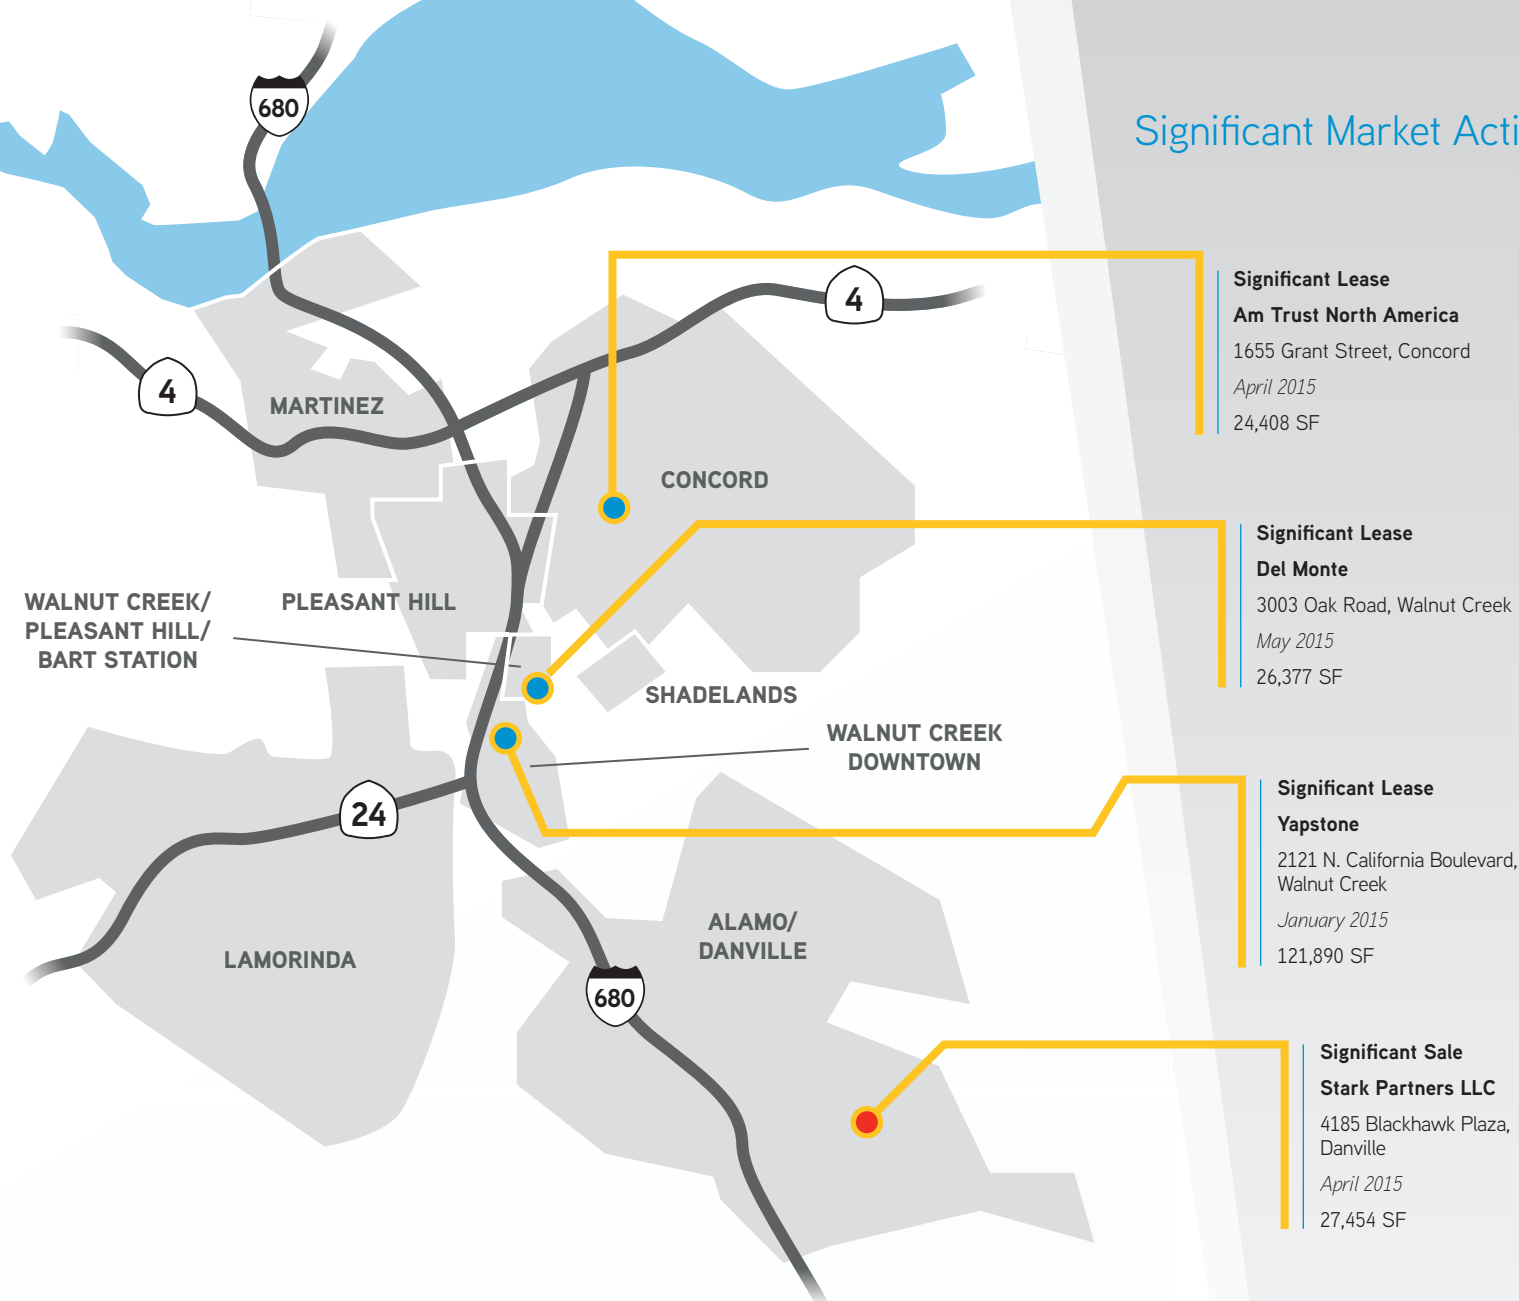 680
Significant Market Acti
4
4
MARTINEZ
CONCORD
WALNUT CREEK/
PLEASANT HILL/
BART STATION
PLEASANT HILL
SHADELANDS
WALNUT CREEK
DOWNTOWN
24
LAMORINDA
ALAMO/
DANVILLE
680
Significant Lease
Am Trust North America
1655 Grant Street, Concord
April 2015
24,408 SF
Significant Lease
Del Monte
3003 Oak Road, Walnut Creek
May 2015
26,377 SF
Significant Lease
Yapstone
2121 N. California Boulevard,
Walnut Creek
January 2015
121,890 SF
Significant Sale
Stark Partners LLC
4185 Blackhawk Plaza,
Danville
April 2015
27,454 SF